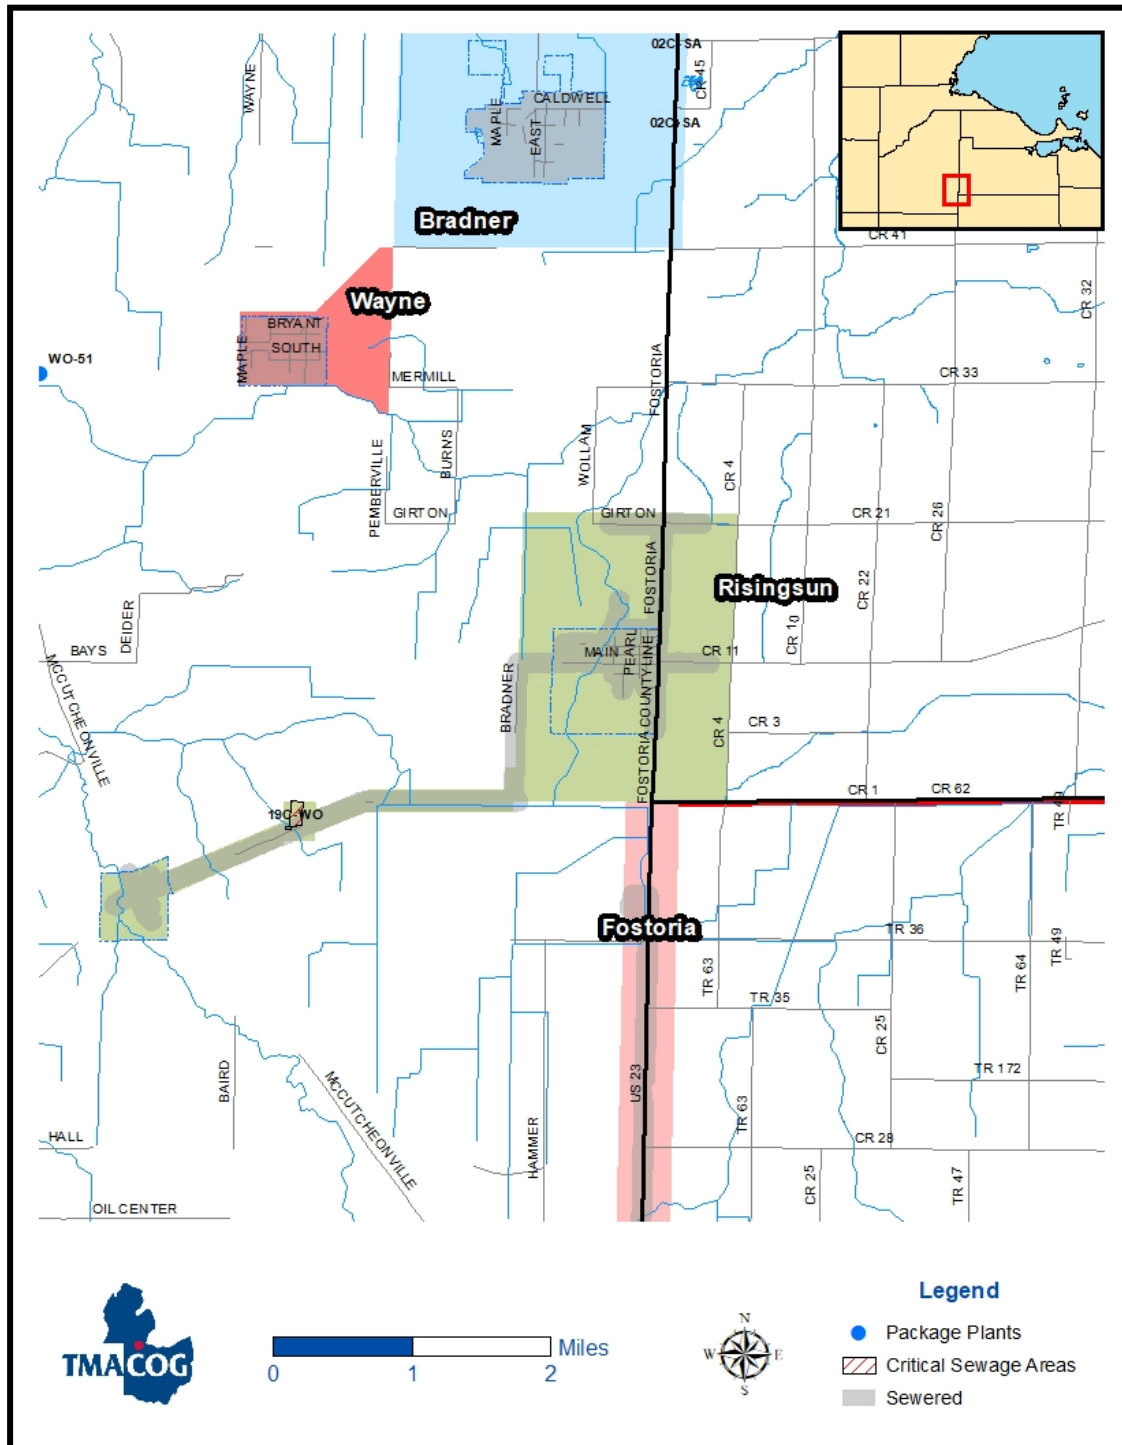 02C-SA
WAYNE
MAPLE
CALDWELL
EAST
CR 45
02C-SA
Bradner
CR 41
CR 32
Wayne
BRYANT
SOUTH
MAPLE
WO-51
MERMILL
FOSTORIA
CR 33
PEMBERVILLE
BURNS
WOLLAM
CR 4
GIRTON
GIRTON
CR 21
CR 26
FOSTORIA
Risingsun
CR 22
CR 10
DEIDER
BAYS
MCCUTCHEONVILLE
BRADNER
MAIN
PEARL
CR 11
FOSTORIA COUNTY LINE
CR 4
CR 3
CR 1
CR 62
TR 49
19C-WO
Fostoria
TR 36
TR 49
TR 63
TR 64
TR 35
CR 25
BAIRD
MCCUTCHEONVILLE
US 23
TR 172
TR 63
HALL
HAMMER
CR 28
CR 25
TR 47
OIL CENTER
TMACOG
0 1 2 Miles
N
W E
S
Legend
Package Plants
Critical Sewage Areas
Sewered